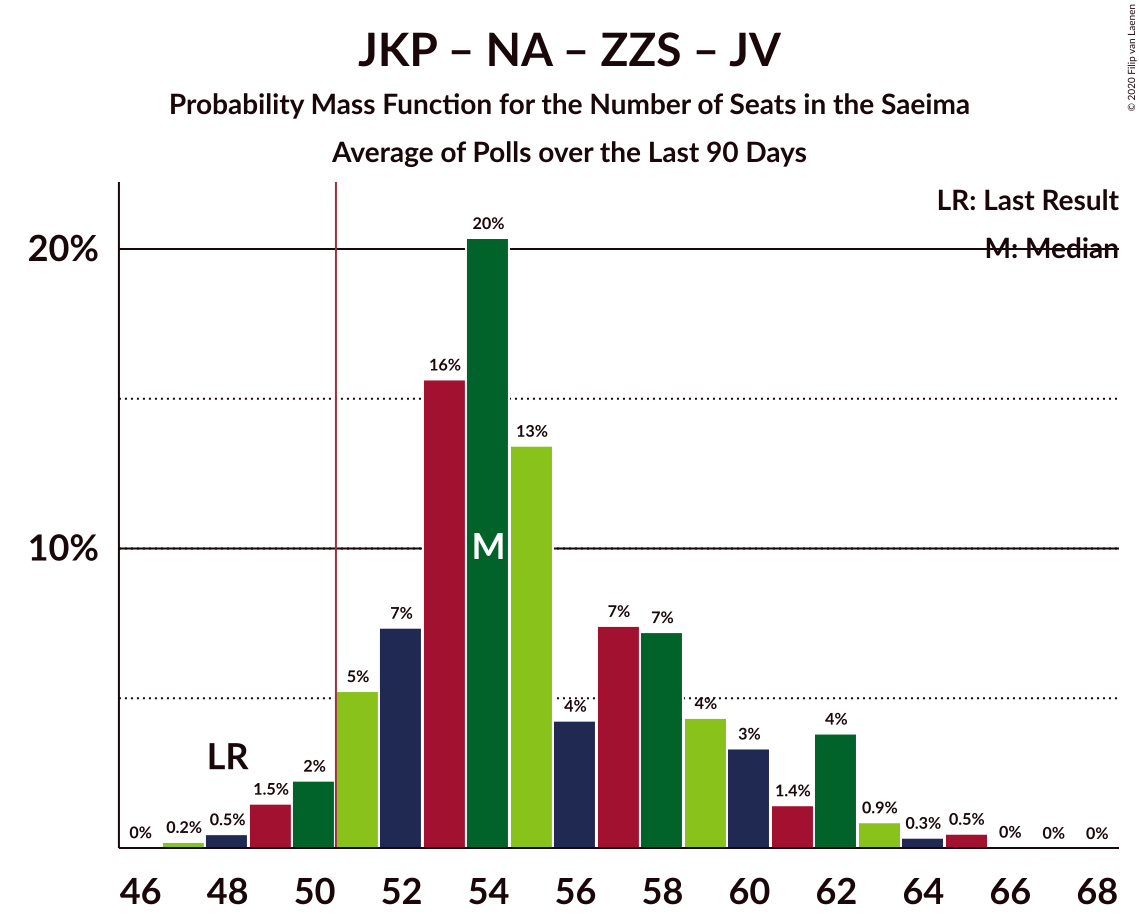 JKP – NA – ZZS – JV
Probability Mass Function for the Number of Seats in the Saeima
Average of Polls over the Last 90 Days
© 2020 Filip van Laenen
LR: Last Result
M: Median
20%
10%
0%
0.2%
0.5%
1.5%
2%
5%
7%
16%
20%
13%
4%
7%
7%
4%
3%
1.4%
4%
0.9%
0.3%
0.5%
0%
0%
0%
LR
M
46 48 50 52 54 56 58 60 62 64 66 68